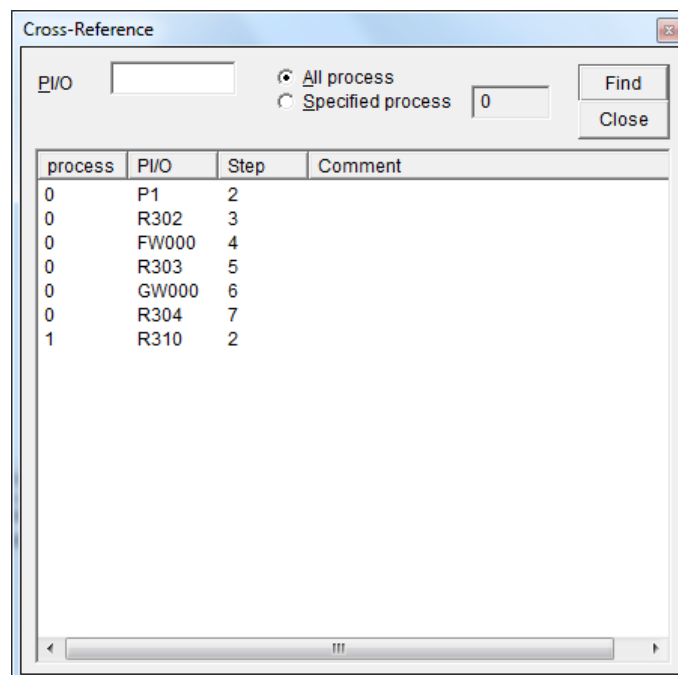 Cross-Reference
PI/O
All process
Specified process 0
Find
Close
process PI/O Step Comment
0 P1 2
0 R302 3
0 FW000 4
0 R303 5
0 GW000 6
0 R304 7
1 R310 2